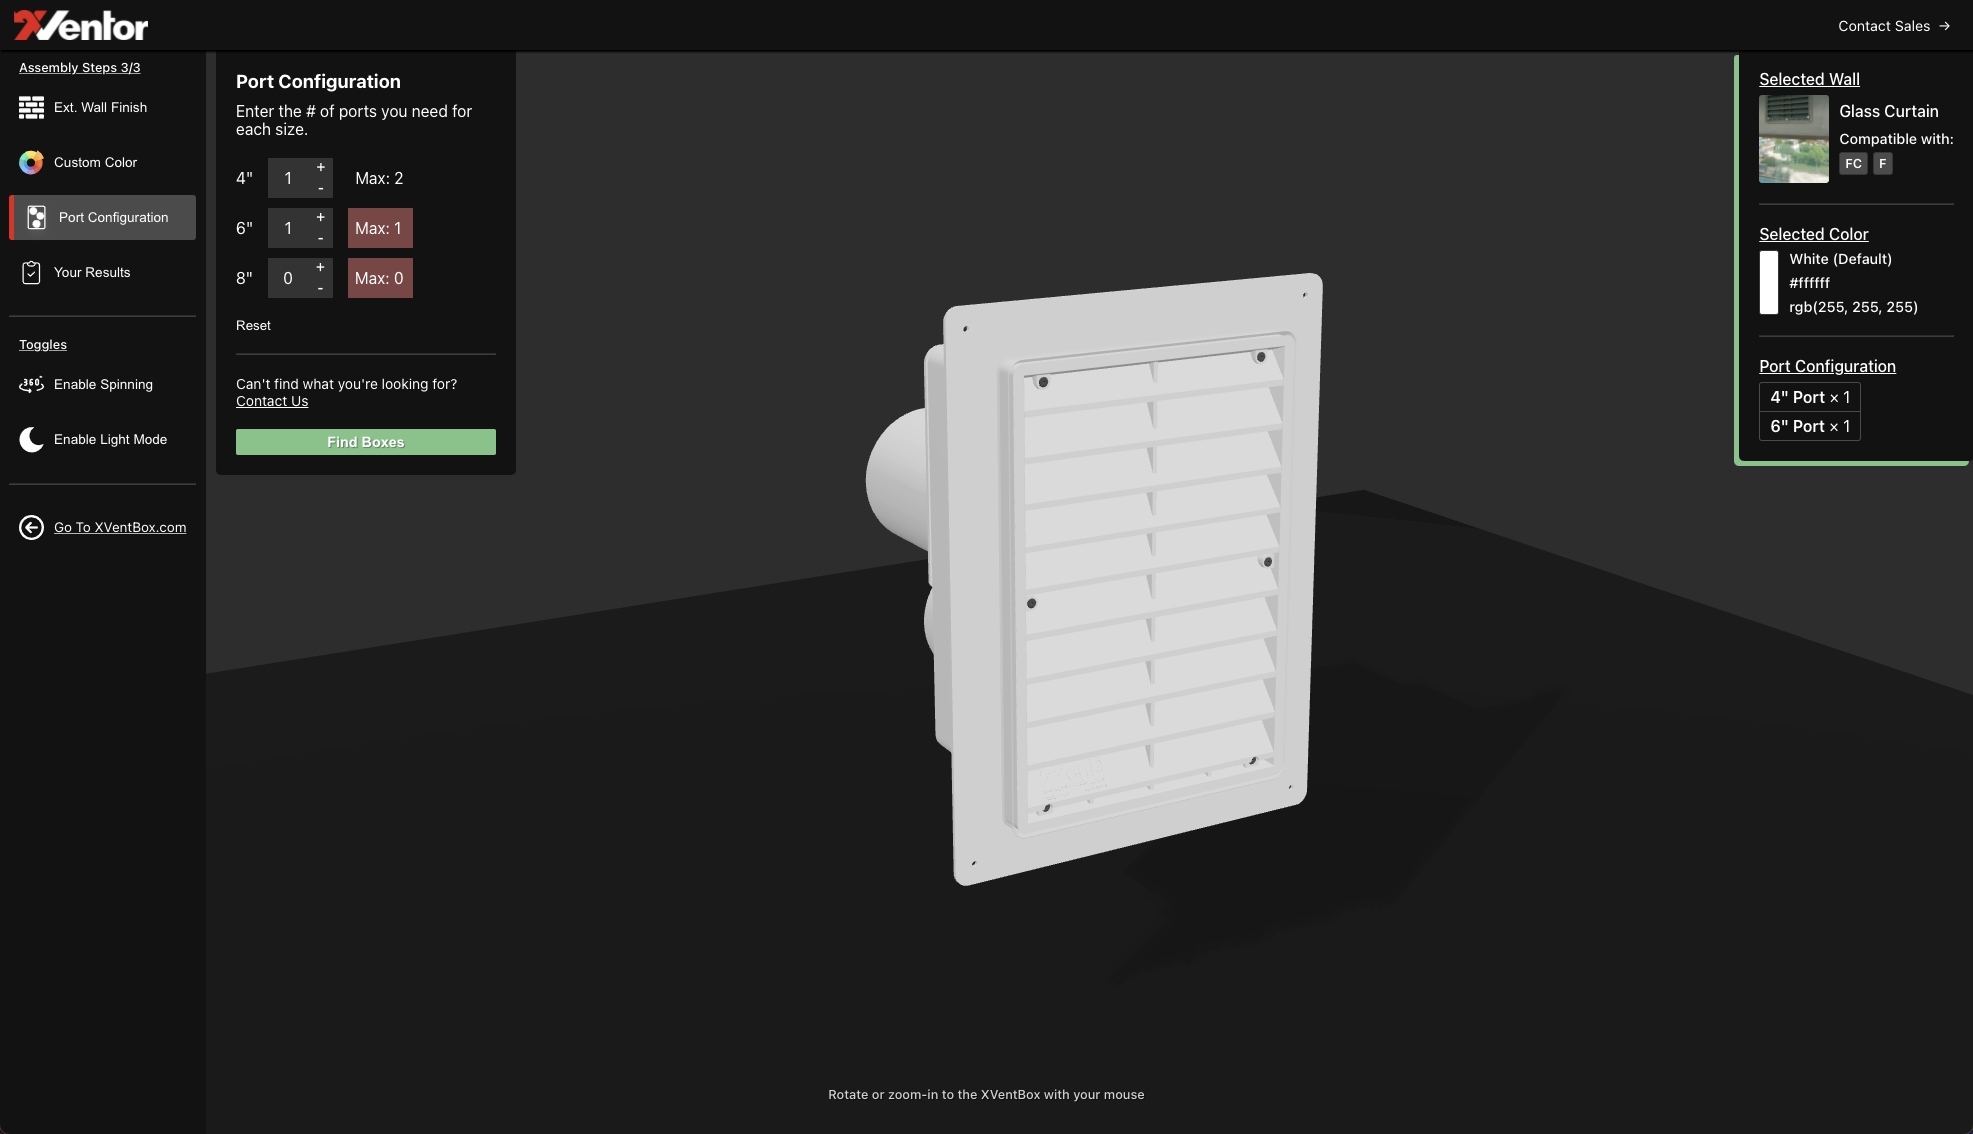 XVentor
Contact Sales →
Assembly Steps 3/3
Ext. Wall Finish
Custom Color
Port Configuration
Your Results
Toggles
360°
Enable Spinning
Enable Light Mode
Go To XVentBox.com
Port Configuration
Enter the # of ports you need for
each size.
4" 1 + - Max: 2
6" 1 + - Max: 1
8" 0 + - Max: 0
Reset
Can't find what you're looking for?
Contact Us
Find Boxes
Selected Wall
Glass Curtain
Compatible with:
FC F
Selected Color
White (Default)
#ffffff
rgb(255, 255, 255)
Port Configuration
4" Port × 1
6" Port × 1
Rotate or zoom-in to the XVentBox with your mouse